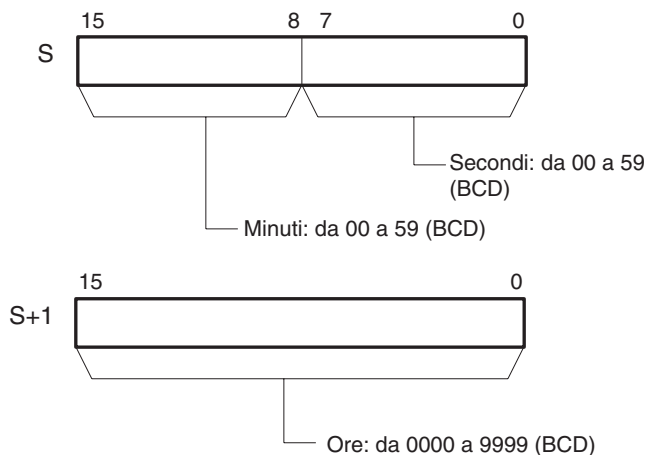 15 8 7 0
S
Secondi: da 00 a 59
(BCD)
Minuti: da 00 a 59 (BCD)
15 0
S+1
Ore: da 0000 a 9999 (BCD)